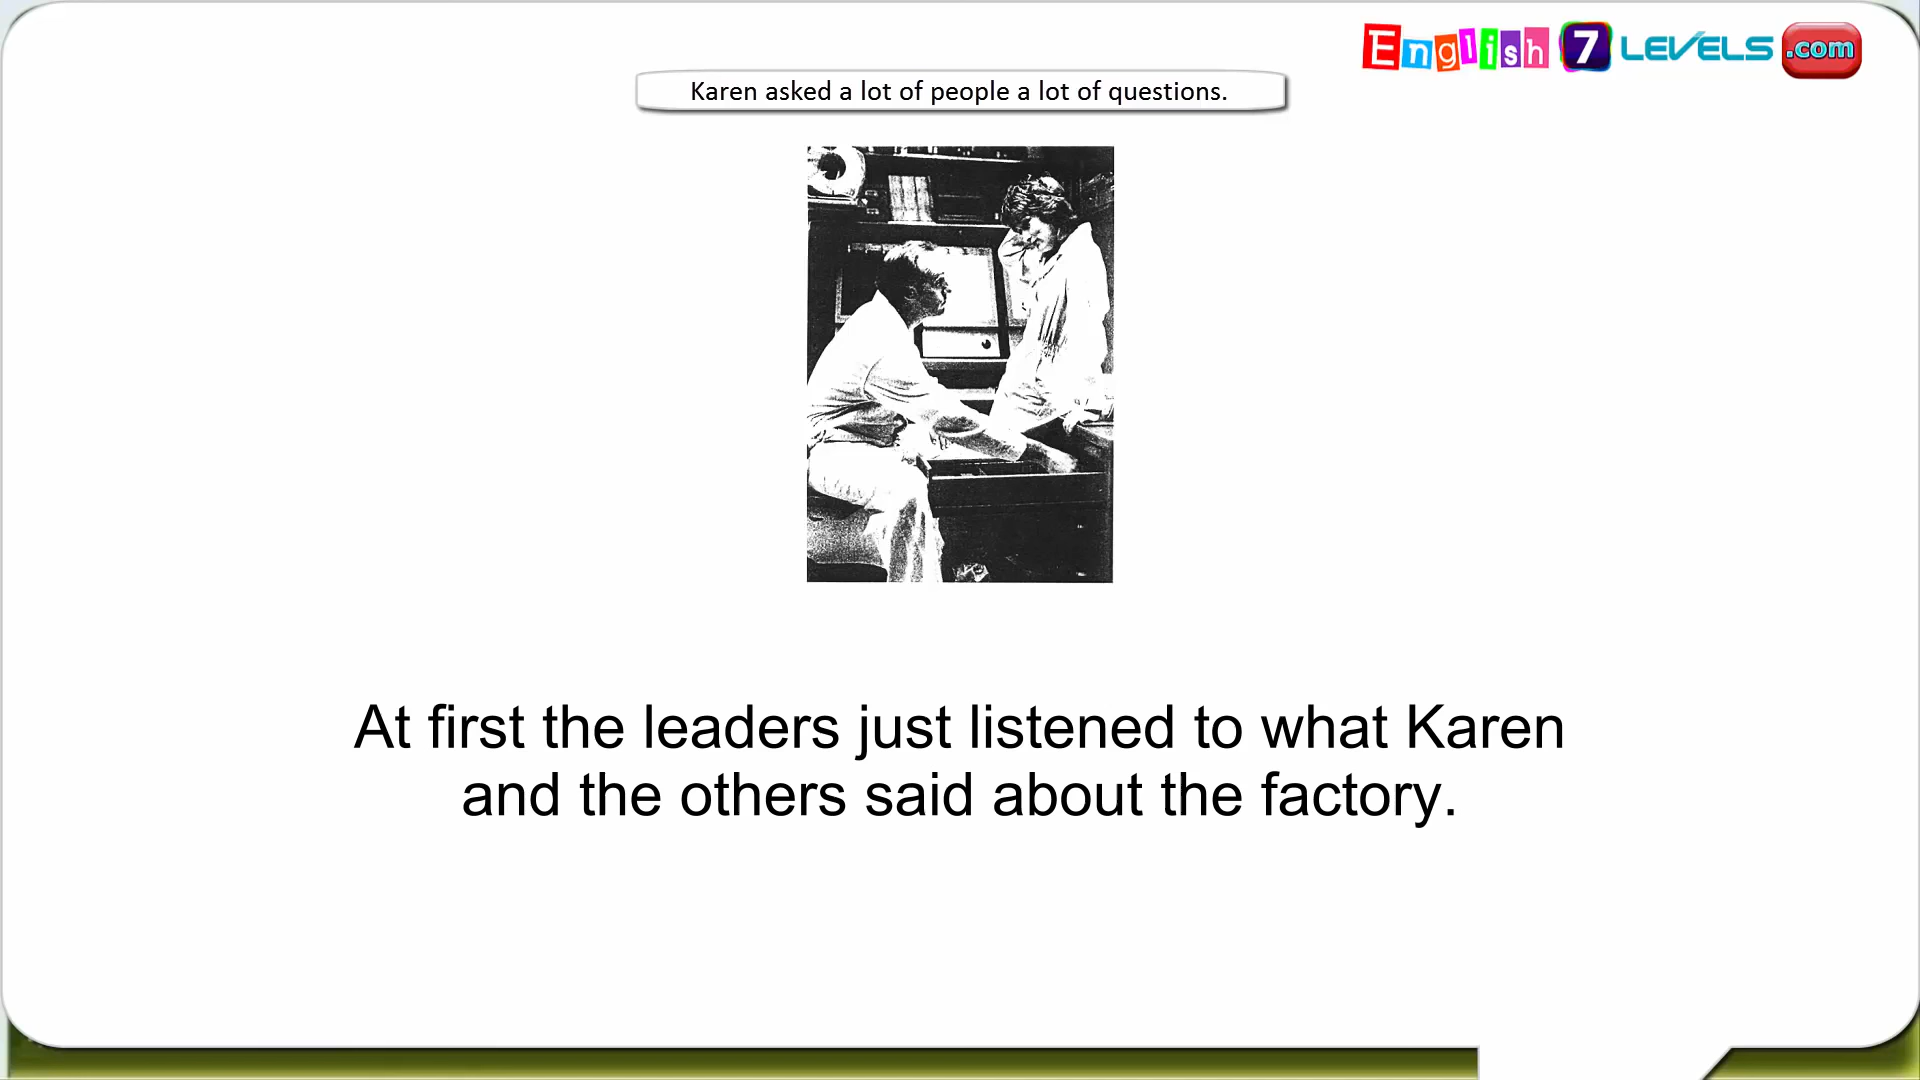 English 7 LEVELS .com
Karen asked a lot of people a lot of questions.
At first the leaders just listened to what Karen
and the others said about the factory.